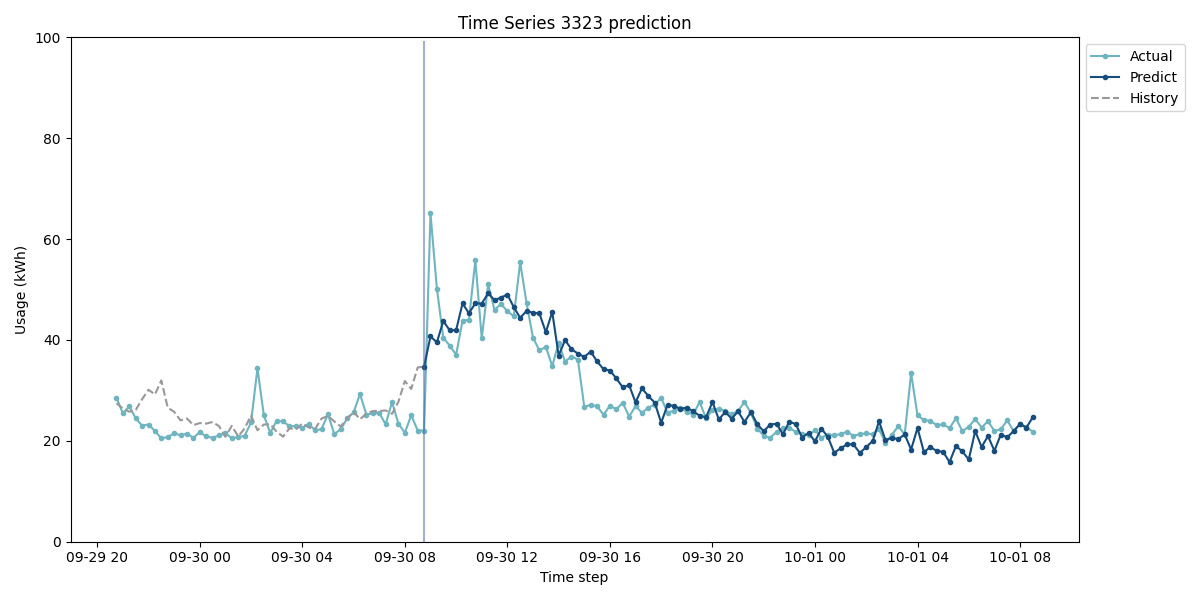 Time Series 3323 prediction
100
80
60
40
20
0
Usage (kWh)
09-29 20
09-30 00
09-30 04
09-30 08
09-30 12
09-30 16
09-30 20
10-01 00
10-01 04
10-01 08
Time step
Actual
Predict
History